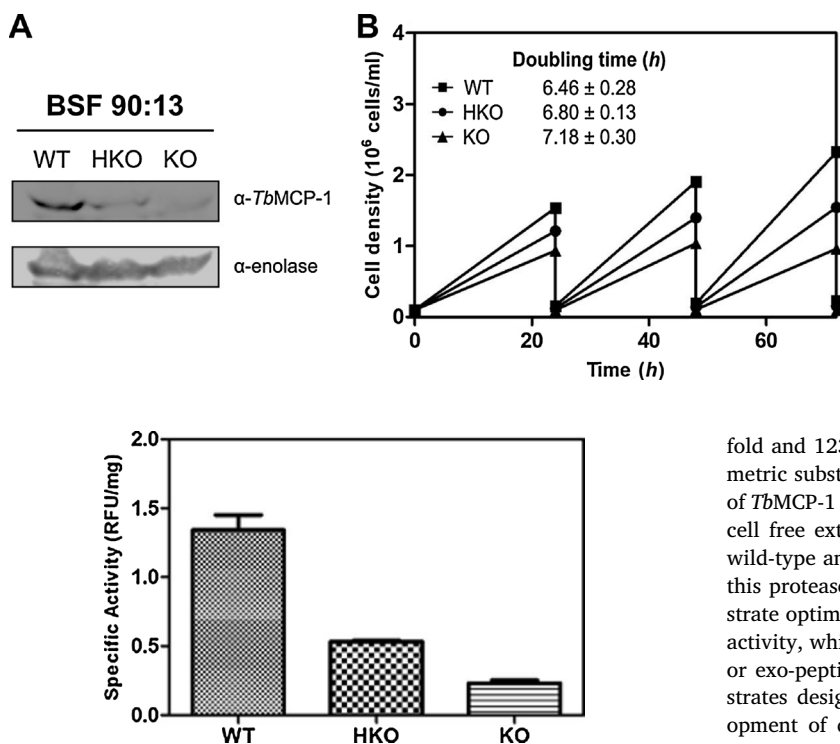 A
BSF 90:13
WT HKO KO
α-TbMCP-1
α-enolase
B
Cell density (10⁶ cells/ml)
4
3
2
1
0
Doubling time (h)
WT 6.46 ± 0.28
HKO 6.80 ± 0.13
KO 7.18 ± 0.30
0 20 40 60
Time (h)
Specific Activity (RFU/mg)
2.0
1.5
1.0
0.5
0.0
WT HKO KO
fold and 123
metric subst
of TbMCP-1
cell free ext
wild-type an
this protease
strate optim
activity, whi
or exo-pepti
strates desig
opment of c